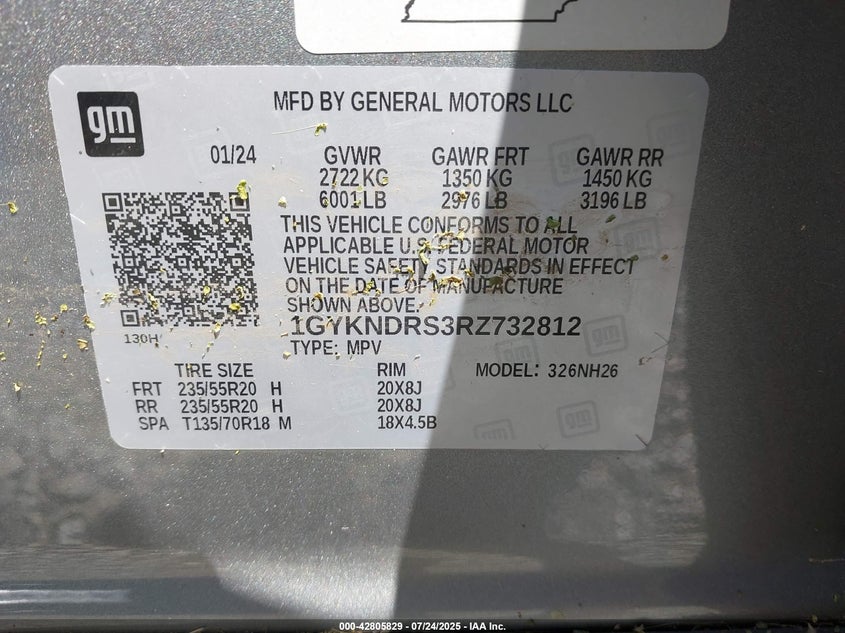 gm
MFD BY GENERAL MOTORS LLC
01/24 GVWR GAWR FRT GAWR RR
2722 KG 1350 KG 1450 KG
6001 LB 2976 LB 3196 LB
THIS VEHICLE CONFORMS TO ALL
APPLICABLE U.S. FEDERAL MOTOR
VEHICLE SAFETY STANDARDS IN EFFECT
ON THE DATE OF MANUFACTURE
SHOWN ABOVE.
1GYKNDRS3RZ732812
130H
TYPE: MPV
TIRE SIZE RIM MODEL: 326NH26
FRT 235/55R20 H 20X8J
RR 235/55R20 H 20X8J
SPA T135/70R18 M 18X4.5B
000-42805829 - 07/24/2025 - IAA Inc.